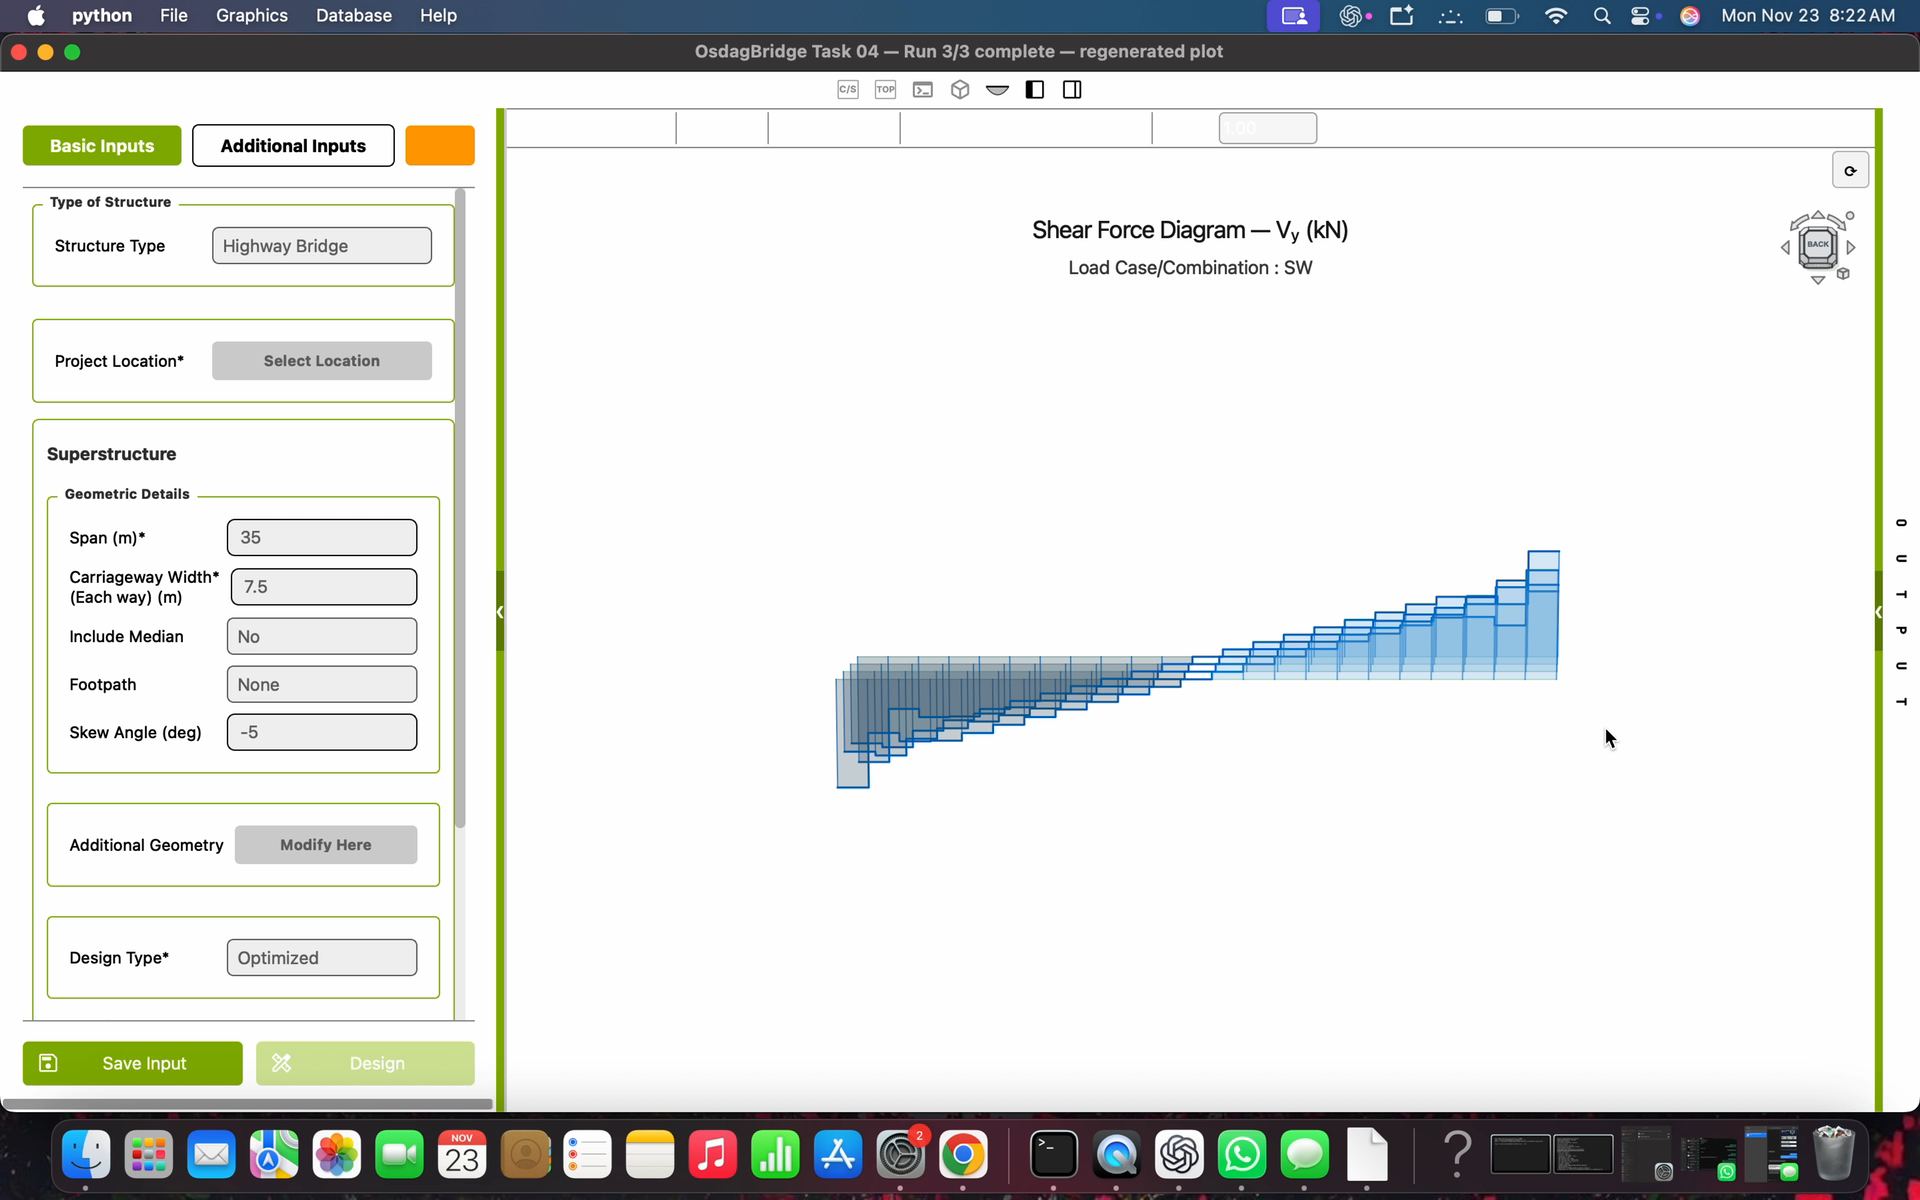 python File Graphics Database Help Mon Nov 23 8:22 AM
OsdagBridge Task 04 — Run 3/3 complete — regenerated plot
C/S TOP
Basic Inputs Additional Inputs
1.00
Type of Structure
Structure Type Highway Bridge
Shear Force Diagram — Vy (kN)
BACK
Load Case/Combination : SW
Project Location* Select Location
Superstructure
Geometric Details
Span (m)* 35
Carriageway Width*
(Each way) (m) 7.5
Include Median No
Footpath None
Skew Angle (deg) -5
O
U
T
P
U
T
Additional Geometry Modify Here
Design Type* Optimized
Save Input Design
NOV
23
2